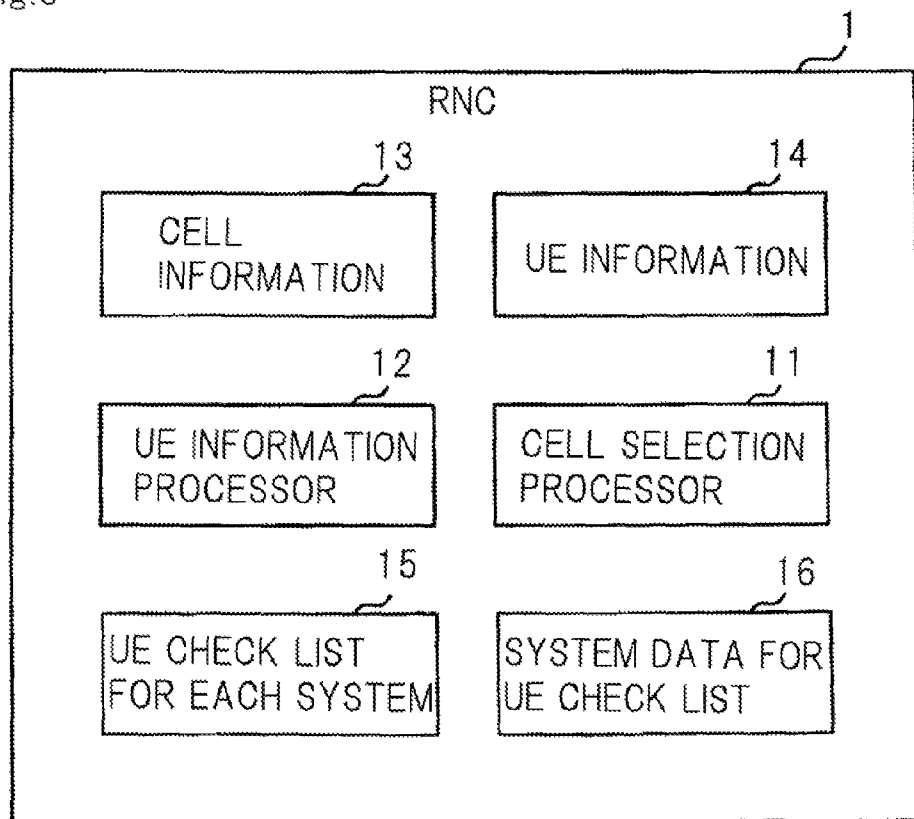 1
RNC
13
14
CELL
INFORMATION
UE INFORMATION
12
11
UE INFORMATION
PROCESSOR
CELL SELECTION
PROCESSOR
15
16
UE CHECK LIST
FOR EACH SYSTEM
SYSTEM DATA FOR
UE CHECK LIST